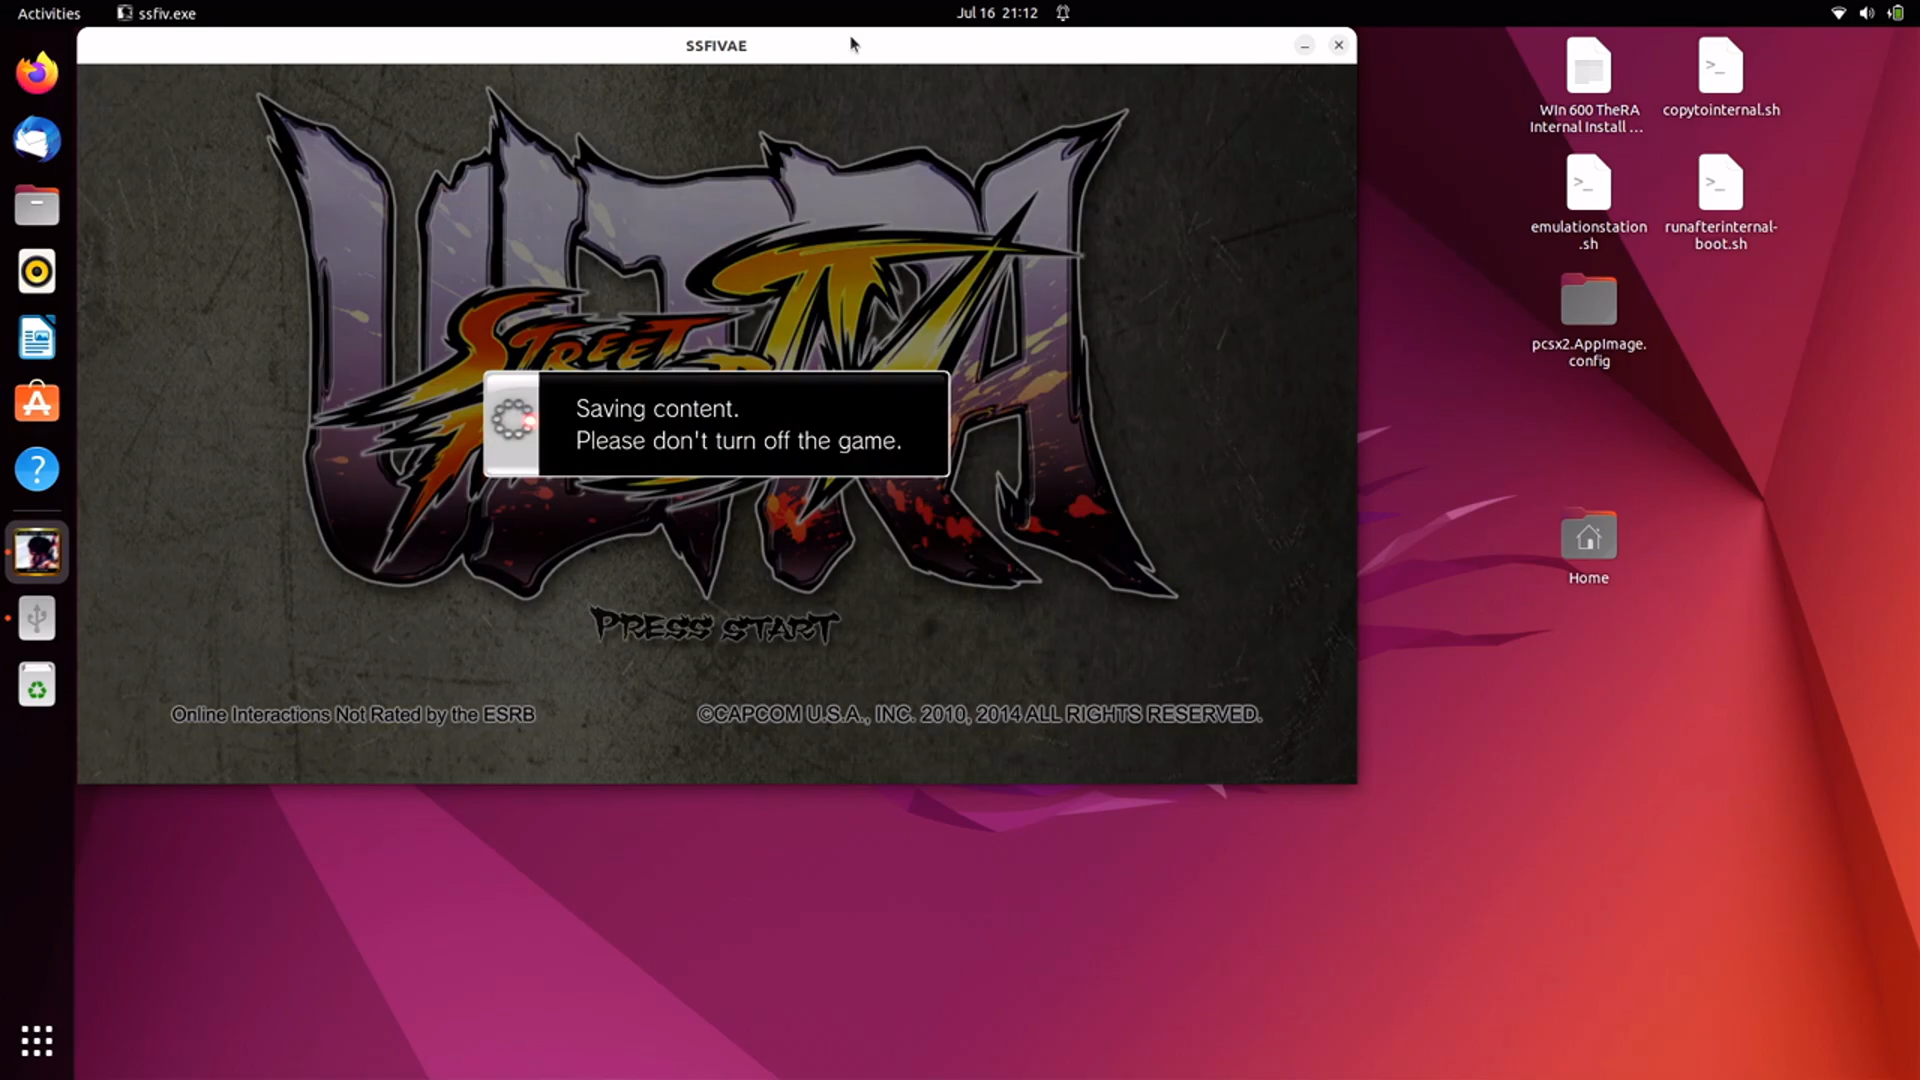 Activities
ssfiv.exe
Jul 16 21:12
SSFIVAE
ULTRA
STREET
IV
Saving content.
Please don't turn off the game.
PRESS START
Online Interactions Not Rated by the ESRB
©CAPCOM U.S.A., INC. 2010, 2014 ALL RIGHTS RESERVED.
WIn 600 TheRA
Internal Install ...
copytointernal.sh
emulationstation
.sh
runafterinternal-
boot.sh
pcsx2.AppImage.
config
Home